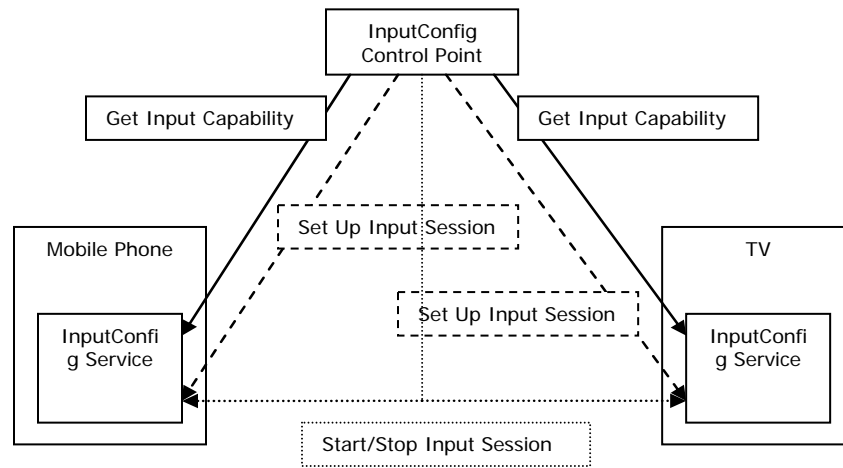 InputConfig
Control Point
Get Input Capability
Get Input Capability
Set Up Input Session
Mobile Phone
TV
Set Up Input Session
InputConfi
g Service
InputConfi
g Service
Start/Stop Input Session